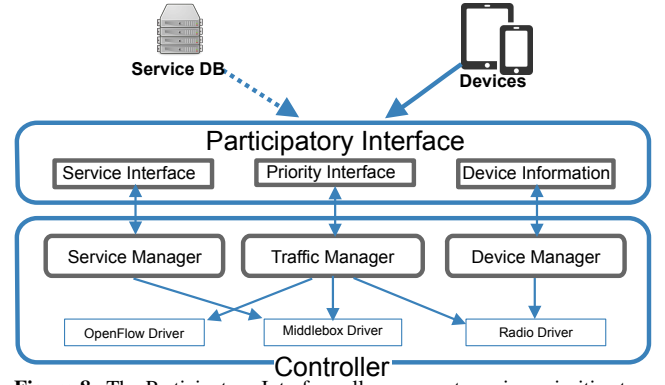 Service DB
Devices
Participatory Interface
Service Interface
Priority Interface
Device Information
Service Manager
Traffic Manager
Device Manager
OpenFlow Driver
Middlebox Driver
Radio Driver
Controller